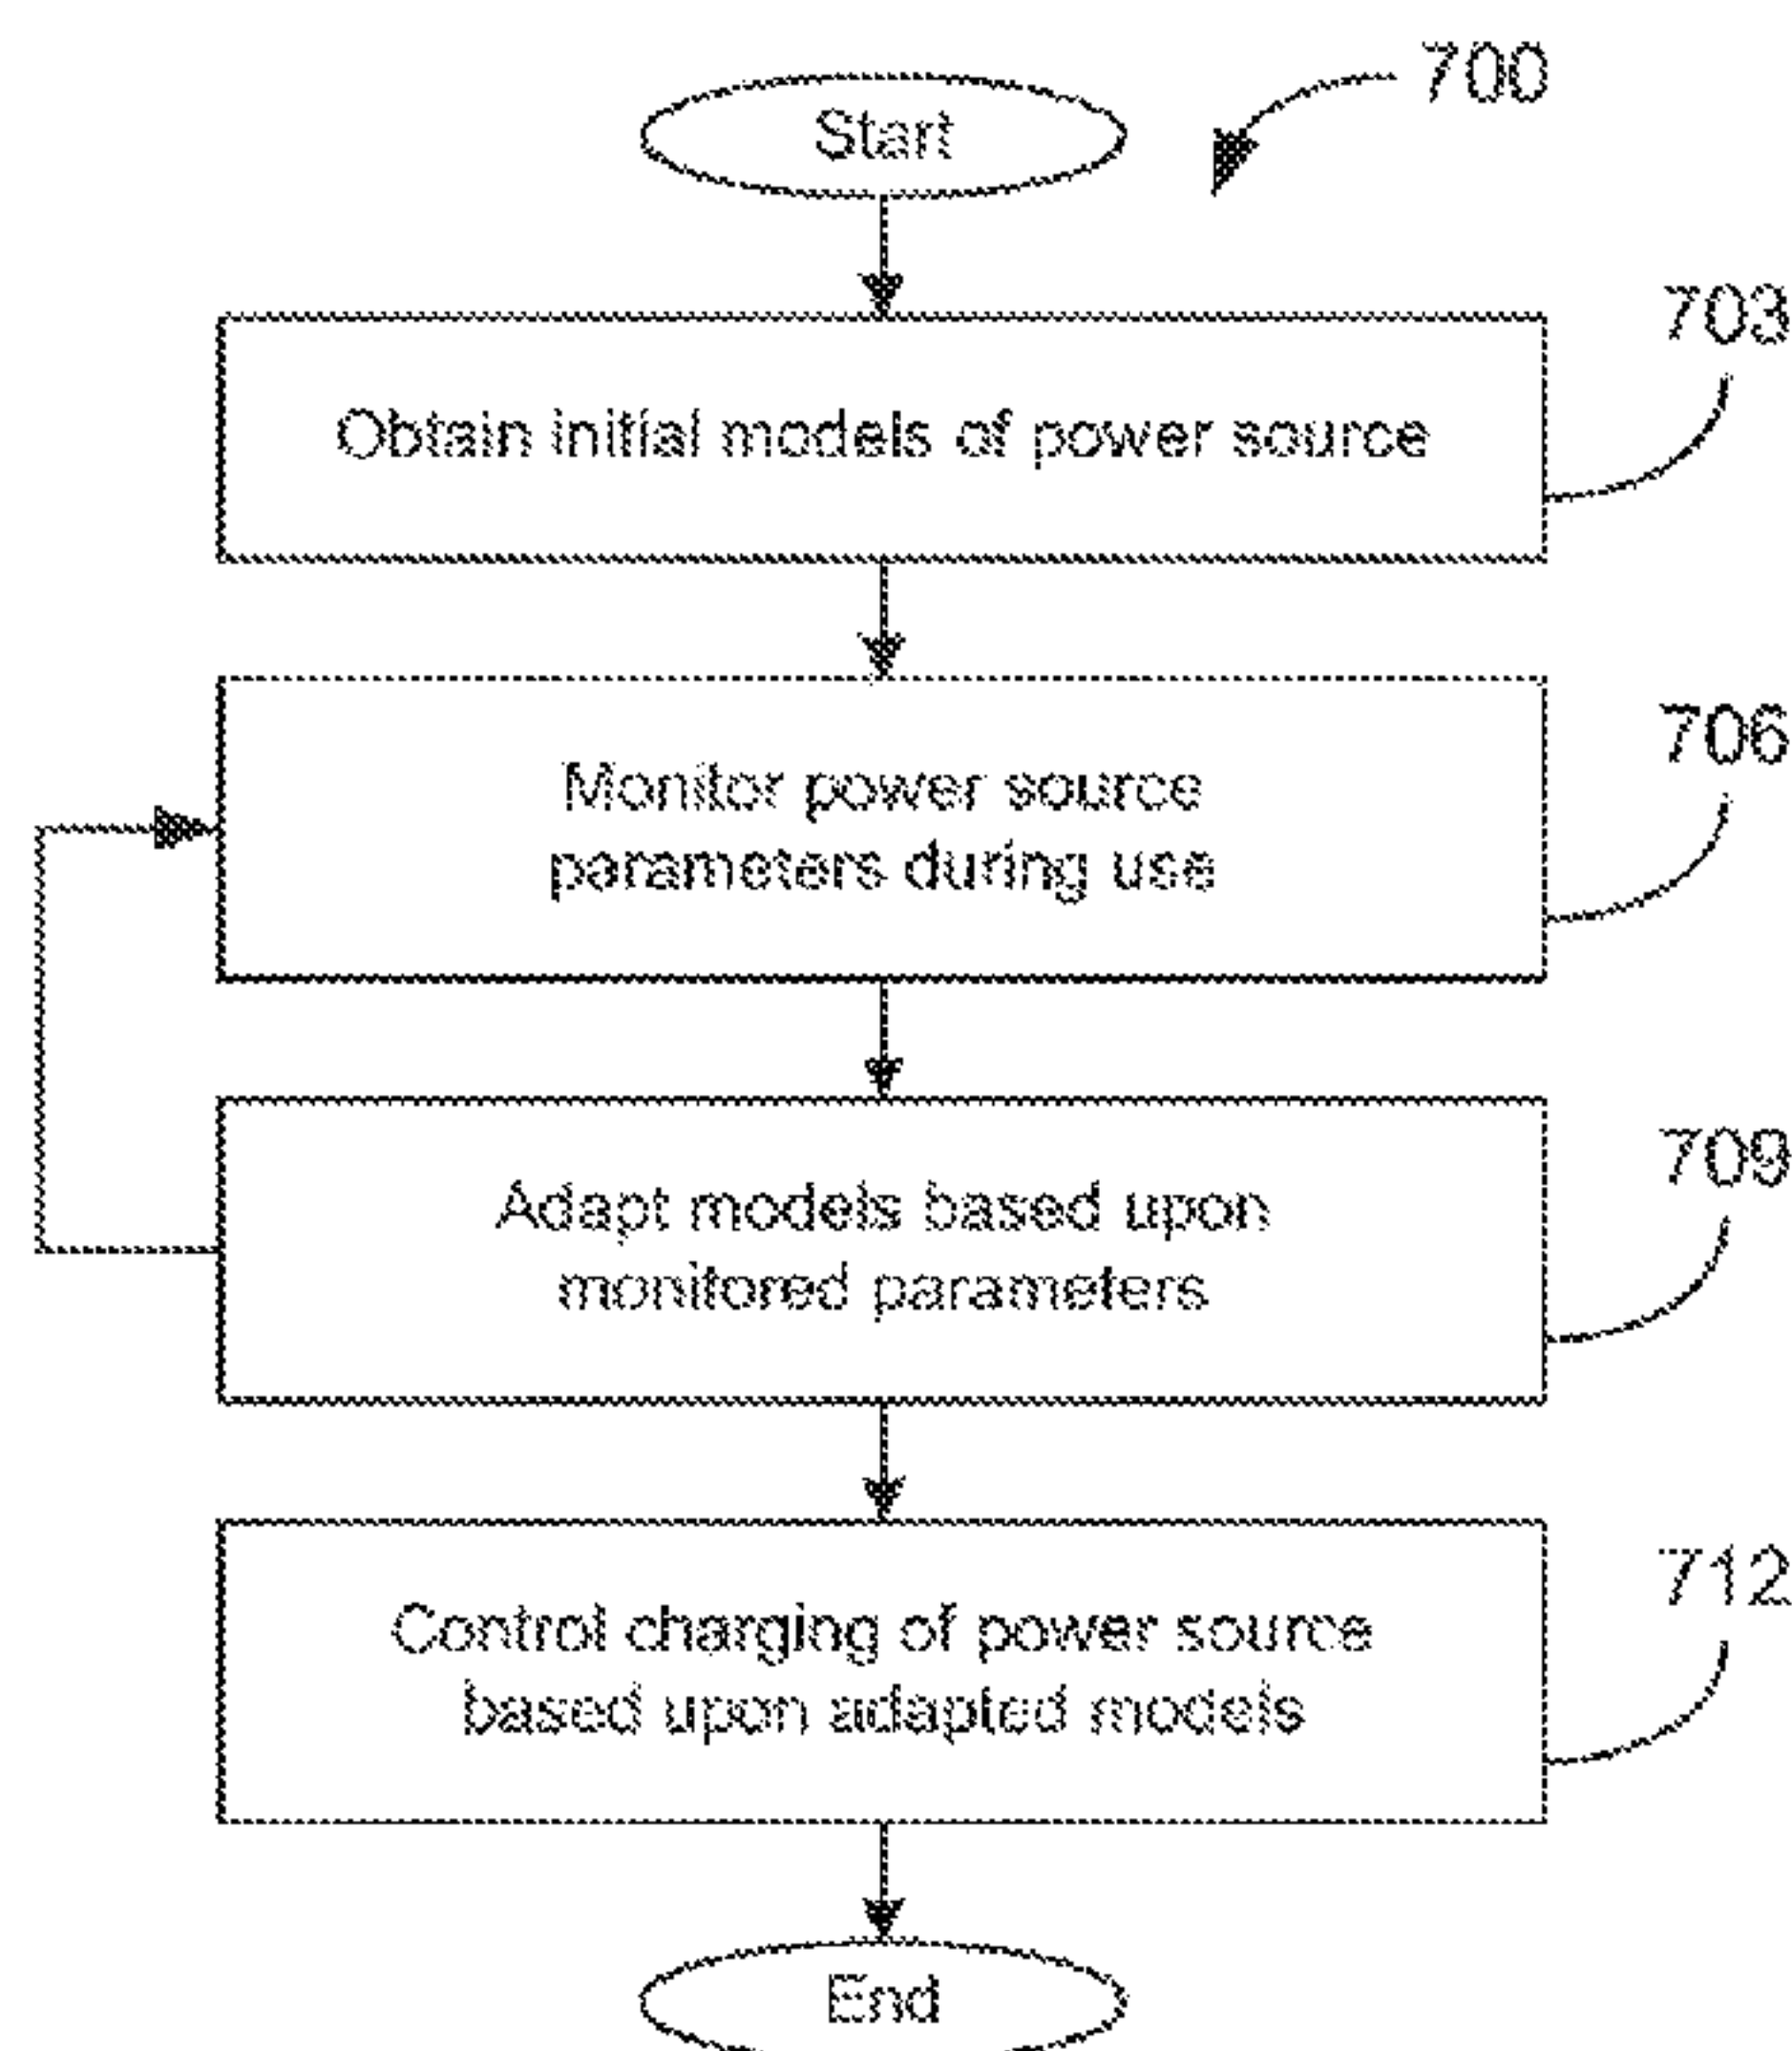 700
Start
703
Obtain initial models of power source
706
Monitor power source
parameters during use
709
Adapt models based upon
monitored parameters
712
Control charging of power source
based upon adapted models
End